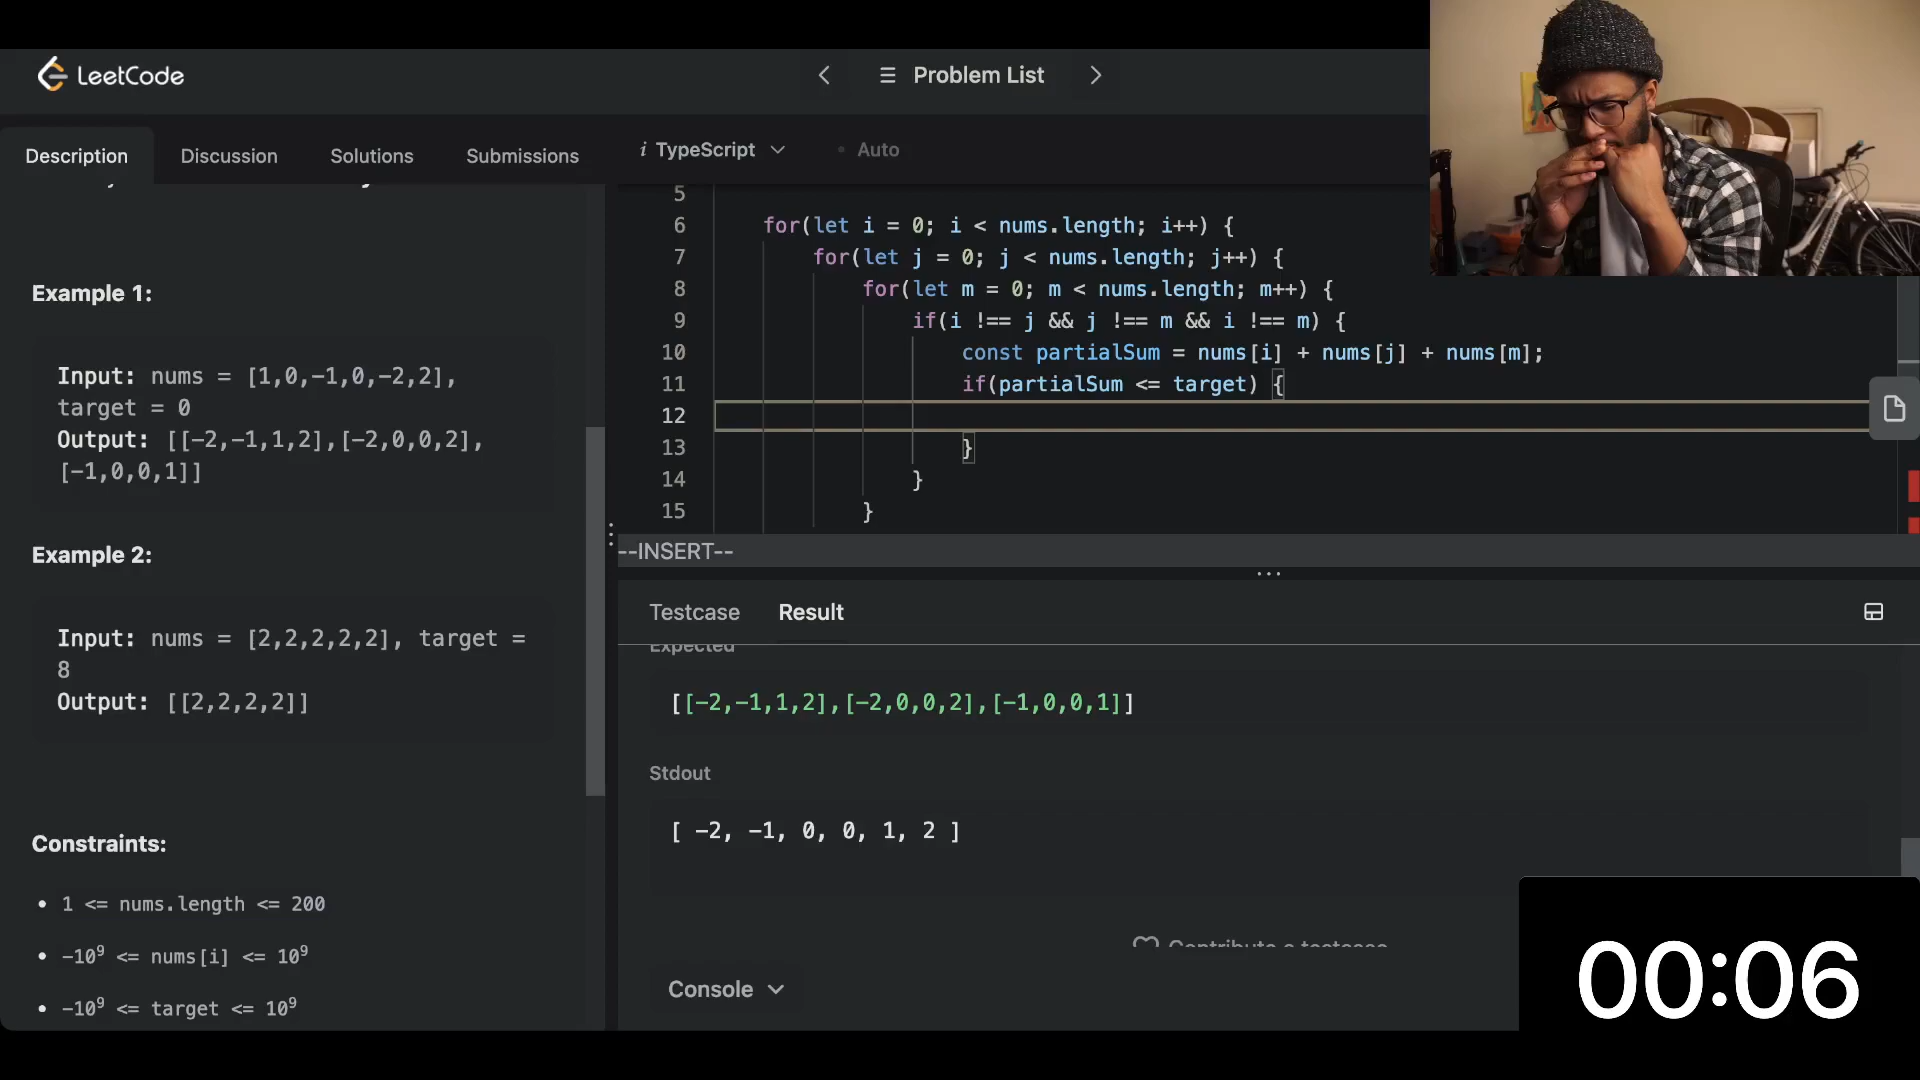 LeetCode
Problem List
Description
Discussion
Solutions
Submissions
i TypeScript
• Auto
Example 1:
Input: nums = [1,0,-1,0,-2,2],
target = 0
Output: [[-2,-1,1,2],[-2,0,0,2],
[-1,0,0,1]]
Example 2:
Input: nums = [2,2,2,2,2], target =
8
Output: [[2,2,2,2]]
Constraints:
• 1 <= nums.length <= 200
• -10⁹ <= nums[i] <= 10⁹
• -10⁹ <= target <= 10⁹
5
6 for(let i = 0; i < nums.length; i++) {
7 for(let j = 0; j < nums.length; j++) {
8 for(let m = 0; m < nums.length; m++) {
9 if(i !== j && j !== m && i !== m) {
10 const partialSum = nums[i] + nums[j] + nums[m];
11 if(partialSum <= target) {
12
13 }
14 }
15 }
--INSERT--
Testcase
Result
Expected
[[-2,-1,1,2],[-2,0,0,2],[-1,0,0,1]]
Stdout
[ -2, -1, 0, 0, 1, 2 ]
Contribute a testcase
Console
00:06